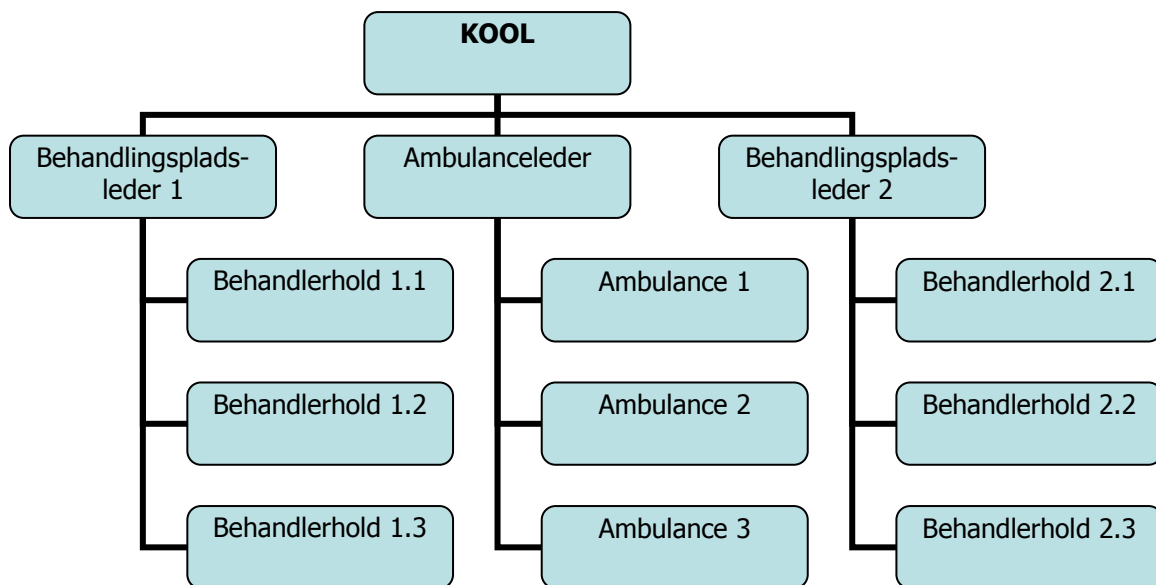 KOOL
Behandlingsplads-
leder 1
Ambulanceleder
Behandlingsplads-
leder 2
Behandlerhold 1.1
Ambulance 1
Behandlerhold 2.1
Behandlerhold 1.2
Ambulance 2
Behandlerhold 2.2
Behandlerhold 1.3
Ambulance 3
Behandlerhold 2.3